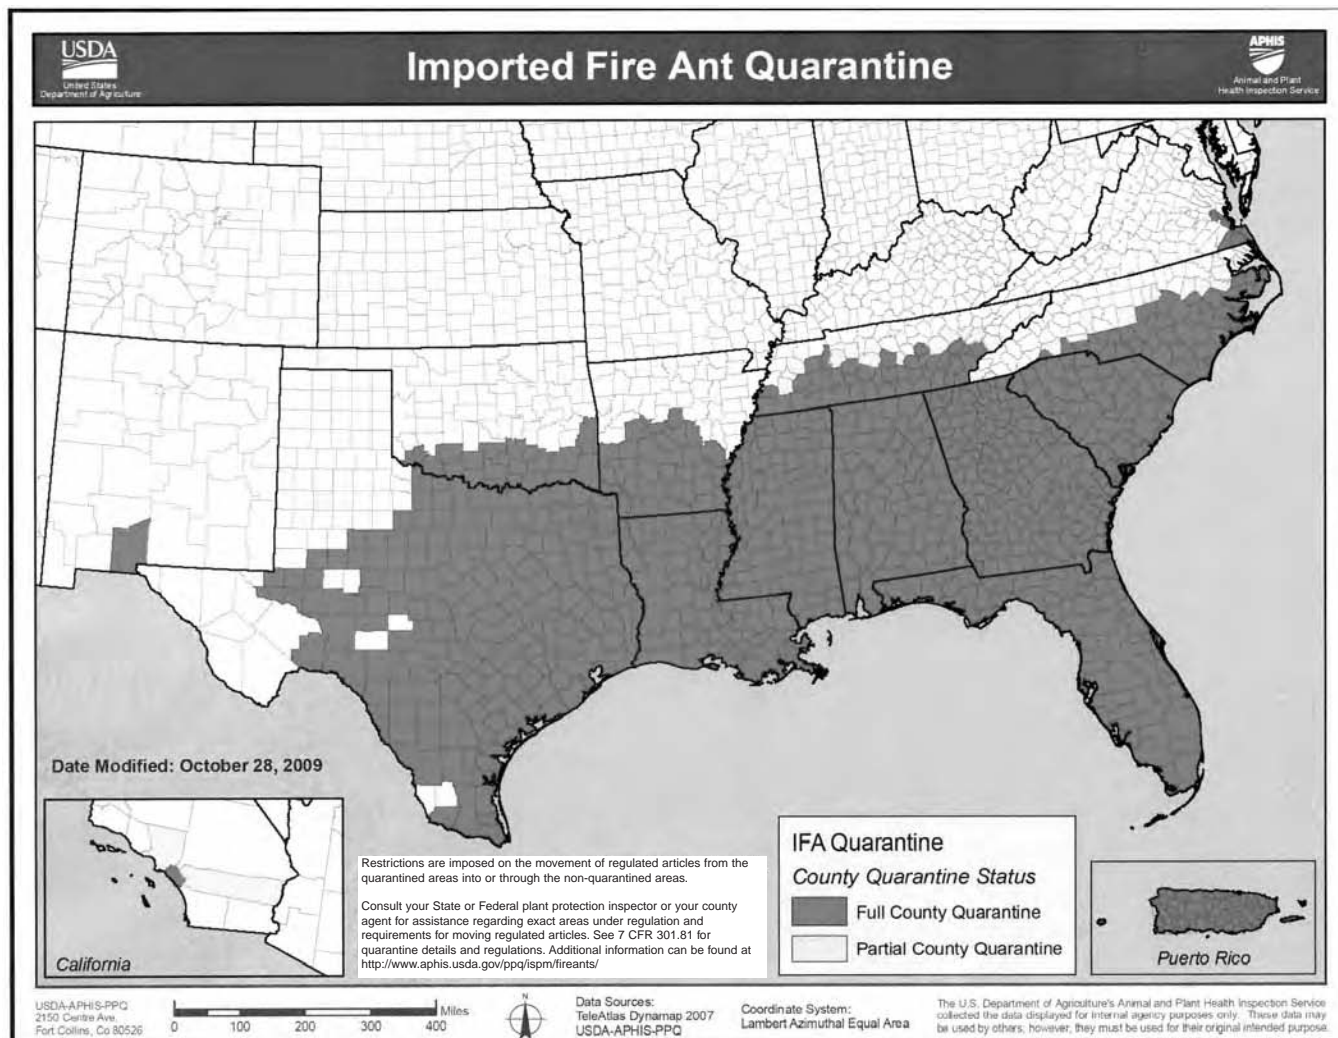 USDA
United States
Department of Agriculture
Imported Fire Ant Quarantine
APHIS
Animal and Plant
Health Inspection Service
Date Modified: October 28, 2009
California
Restrictions are imposed on the movement of regulated articles from the
quarantined areas into or through the non-quarantined areas.
Consult your State or Federal plant protection inspector or your county
agent for assistance regarding exact areas under regulation and
requirements for moving regulated articles. See 7 CFR 301.81 for
quarantine details and regulations. Additional information can be found at
http://www.aphis.usda.gov/ppq/ispm/fireants/
IFA Quarantine
County Quarantine Status
Full County Quarantine
Partial County Quarantine
Puerto Rico
USDA-APHIS-PPQ
2150 Centre Ave.
Fort Collins, Co 80526
Miles
0 100 200 300 400
N
Data Sources:
TeleAtlas Dynamap 2007
USDA-APHIS-PPQ
Coordinate System:
Lambert Azimuthal Equal Area
The U.S. Department of Agriculture's Animal and Plant Health Inspection Service
collected the data displayed for internal agency purposes only. These data may
be used by others; however, they must be used for their original intended purpose.